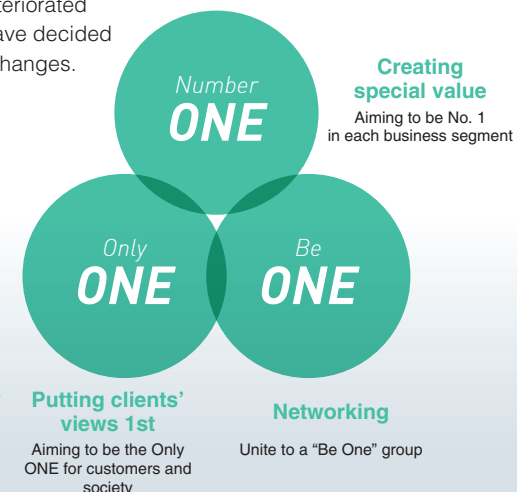 teriorated
ave decided
hanges.
Number
ONE
Creating
special value
Aiming to be No. 1
in each business segment
Only
ONE
Be
ONE
Putting clients’
views 1st
Aiming to be the Only
ONE for customers and
society
Networking
Unite to a “Be One” group